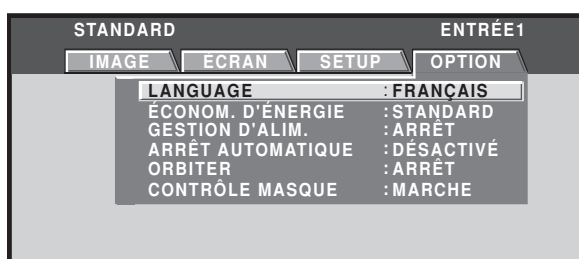 STANDARD ENTRÉE1
IMAGE ÉCRAN SETUP OPTION
LANGUAGE : FRANÇAIS
ÉCONOM. D'ÉNERGIE : STANDARD
GESTION D'ALIM. : ARRÊT
ARRÊT AUTOMATIQUE : DÉSACTIVÉ
ORBITER : ARRÊT
CONTRÔLE MASQUE : MARCHE